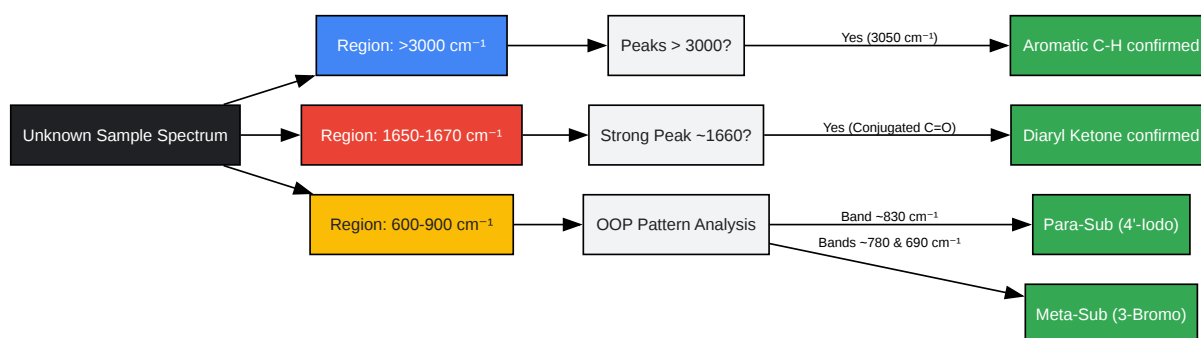 Region: >3000 cm⁻¹
Peaks > 3000?
Yes (3050 cm⁻¹)
Aromatic C-H confirmed
Unknown Sample Spectrum
Region: 1650-1670 cm⁻¹
Strong Peak ~1660?
Yes (Conjugated C=O)
Diaryl Ketone confirmed
Region: 600-900 cm⁻¹
OOP Pattern Analysis
Band ~830 cm⁻¹
Para-Sub (4'-Iodo)
Bands ~780 & 690 cm⁻¹
Meta-Sub (3-Bromo)